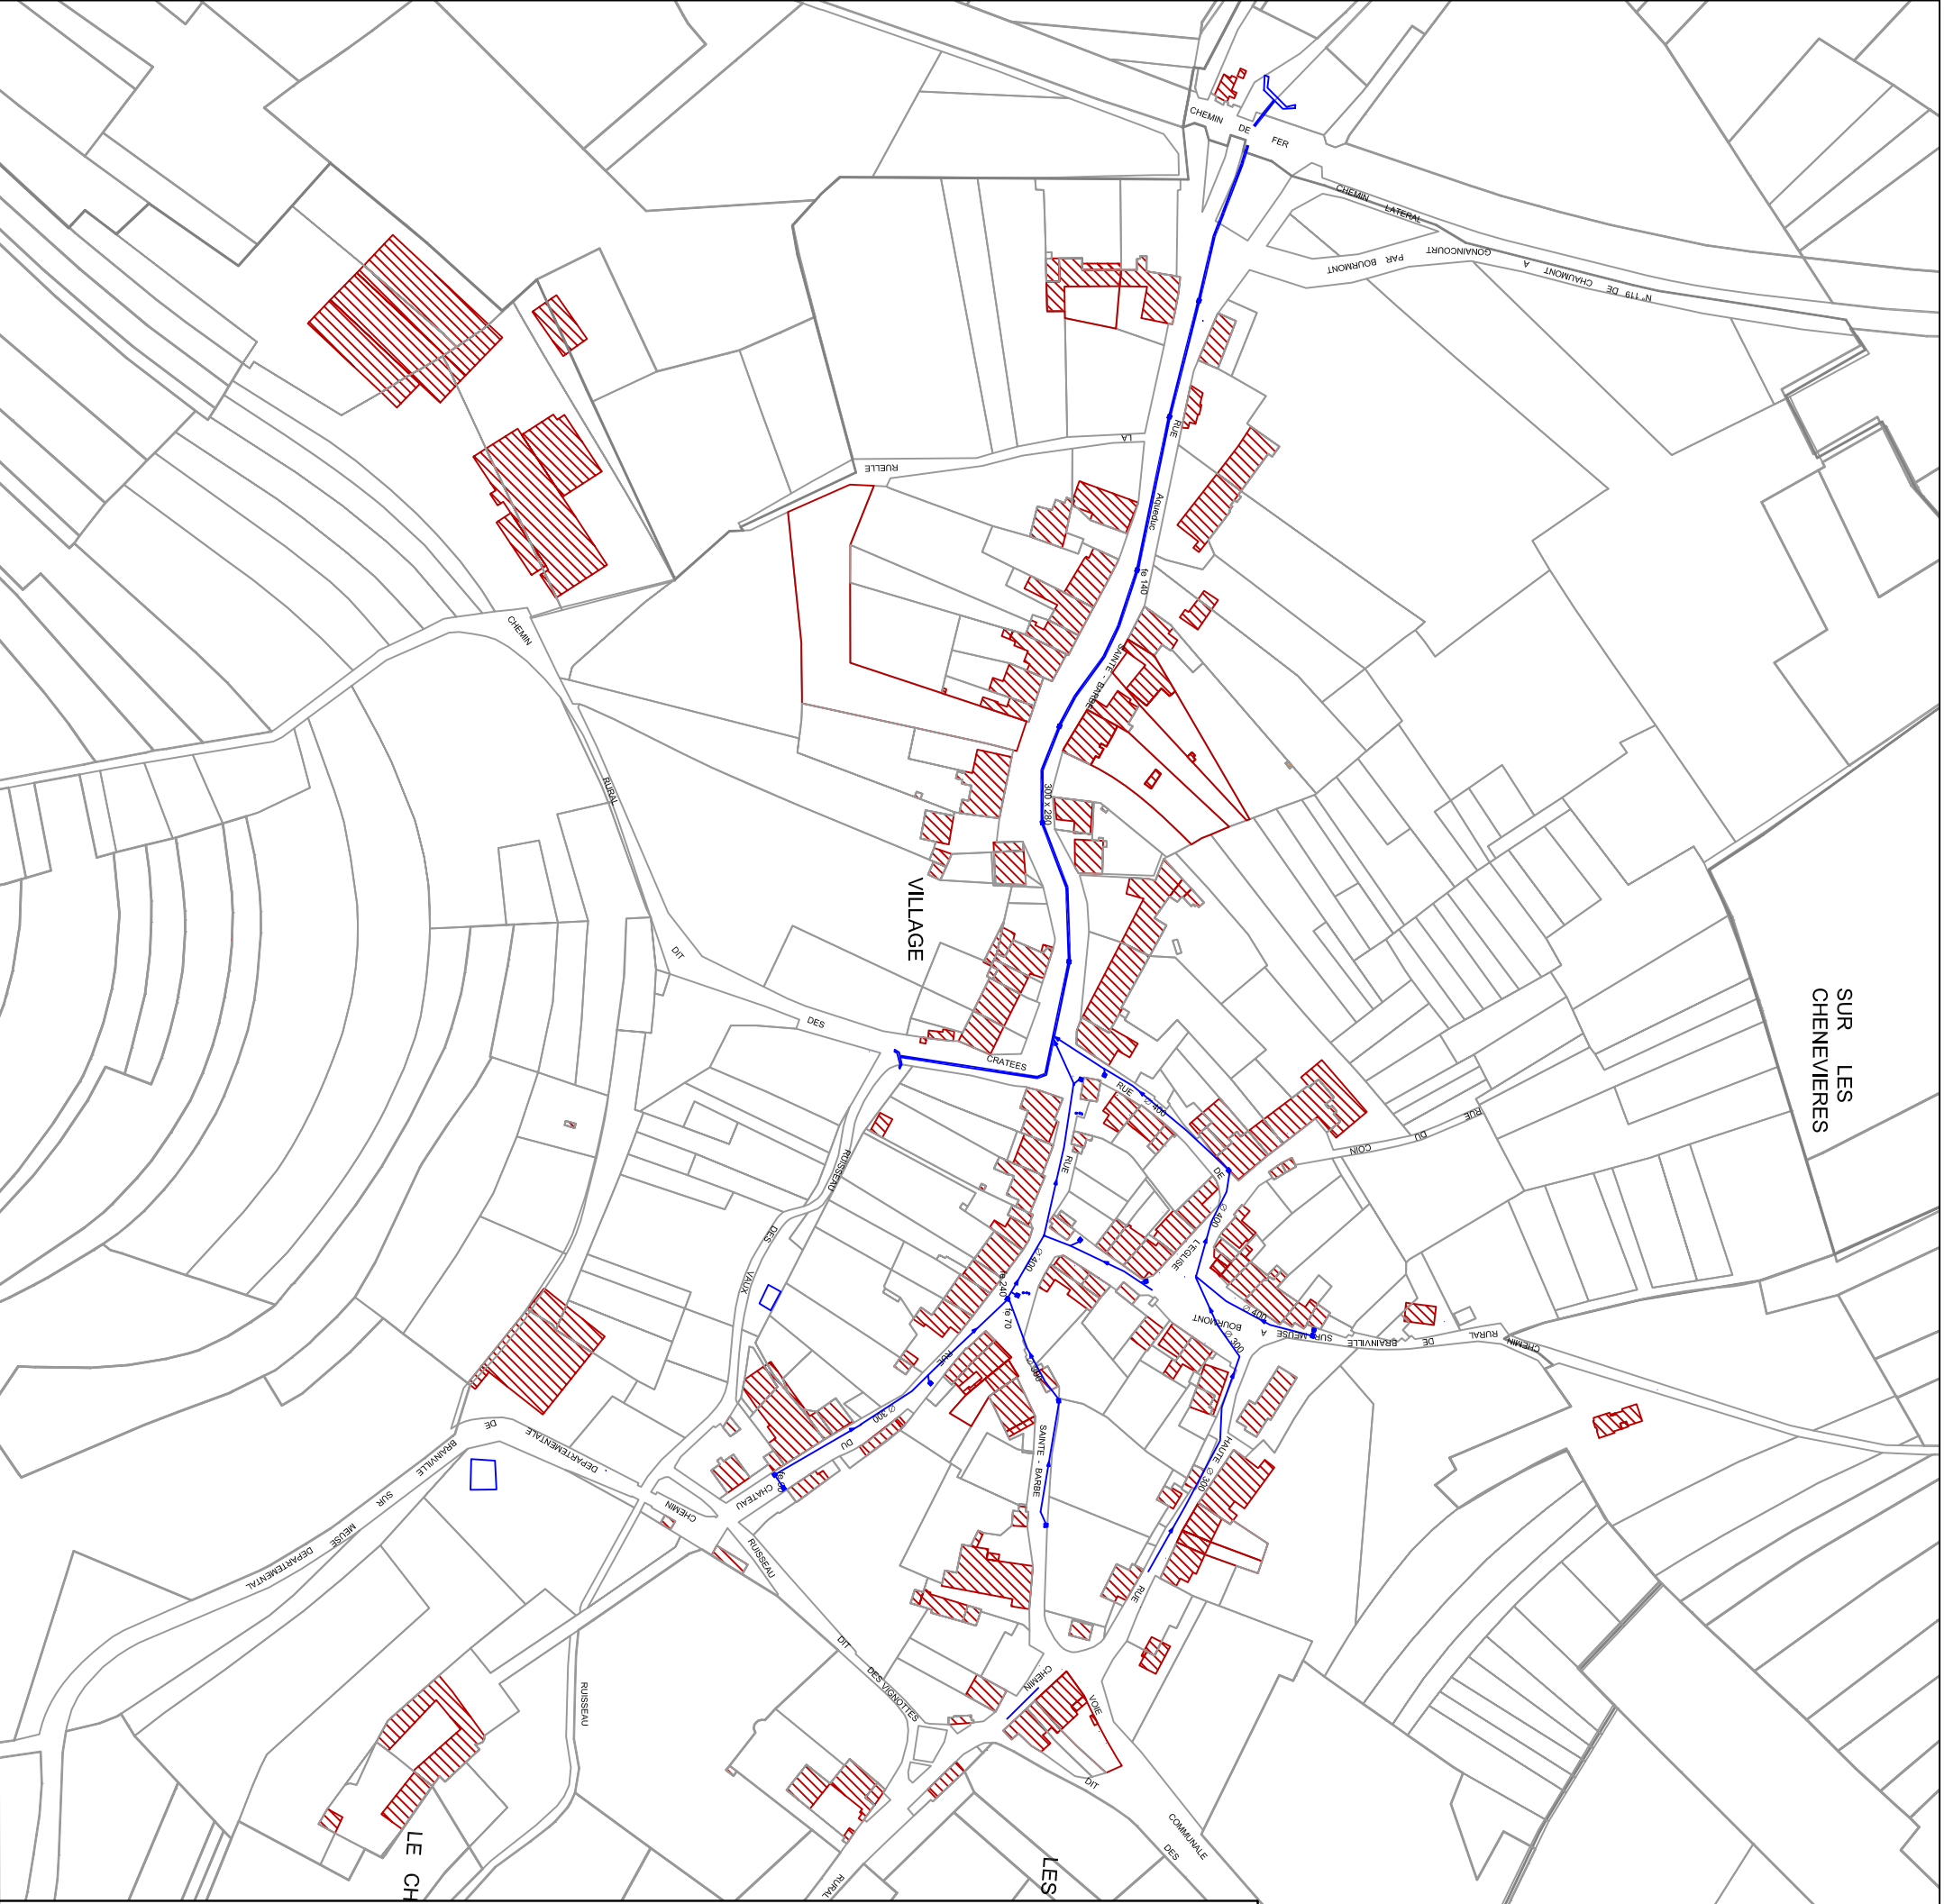 CHEMIN DE FER
CHEMIN LATERAL
N°119 DE CHAUMONT A GONAINCOURT PAR BOURMONT
RUE
LA
RUELLE
Aqueduc
fe 140
SAINTE - BARBE
CHEMIN
RURAL
DIT
DES
CRATEES
300 x 280
VILLAGE
SUR LES
CHENEVIERES
RUE
Ø 400
DE
L'EGLISE
Ø 400
RUE
DU
COIN
RUE
Ø 400
fe 240
fe 70
RUISSEAU
DES
VAUX
RUE
Ø 300
DU
CHATEAU
SAINTE - BARBE
Ø 400
Ø 300
BOURMONT
A
SUR MEUSE
BRAINVILLE
DE
RURAL
CHEMIN
HAUTE
Ø 300
RUE
DEPARTEMENTALE
DE
BRAINVILLE
SUR
MEUSE
DEPARTEMENTAL
CHEMIN
RUISSEAU
DIT
DES VIGNOTTES
RUISSEAU
CHEMIN
VOIE
DIT
COMMUNALE
DES
RURAL
LE CH
LES